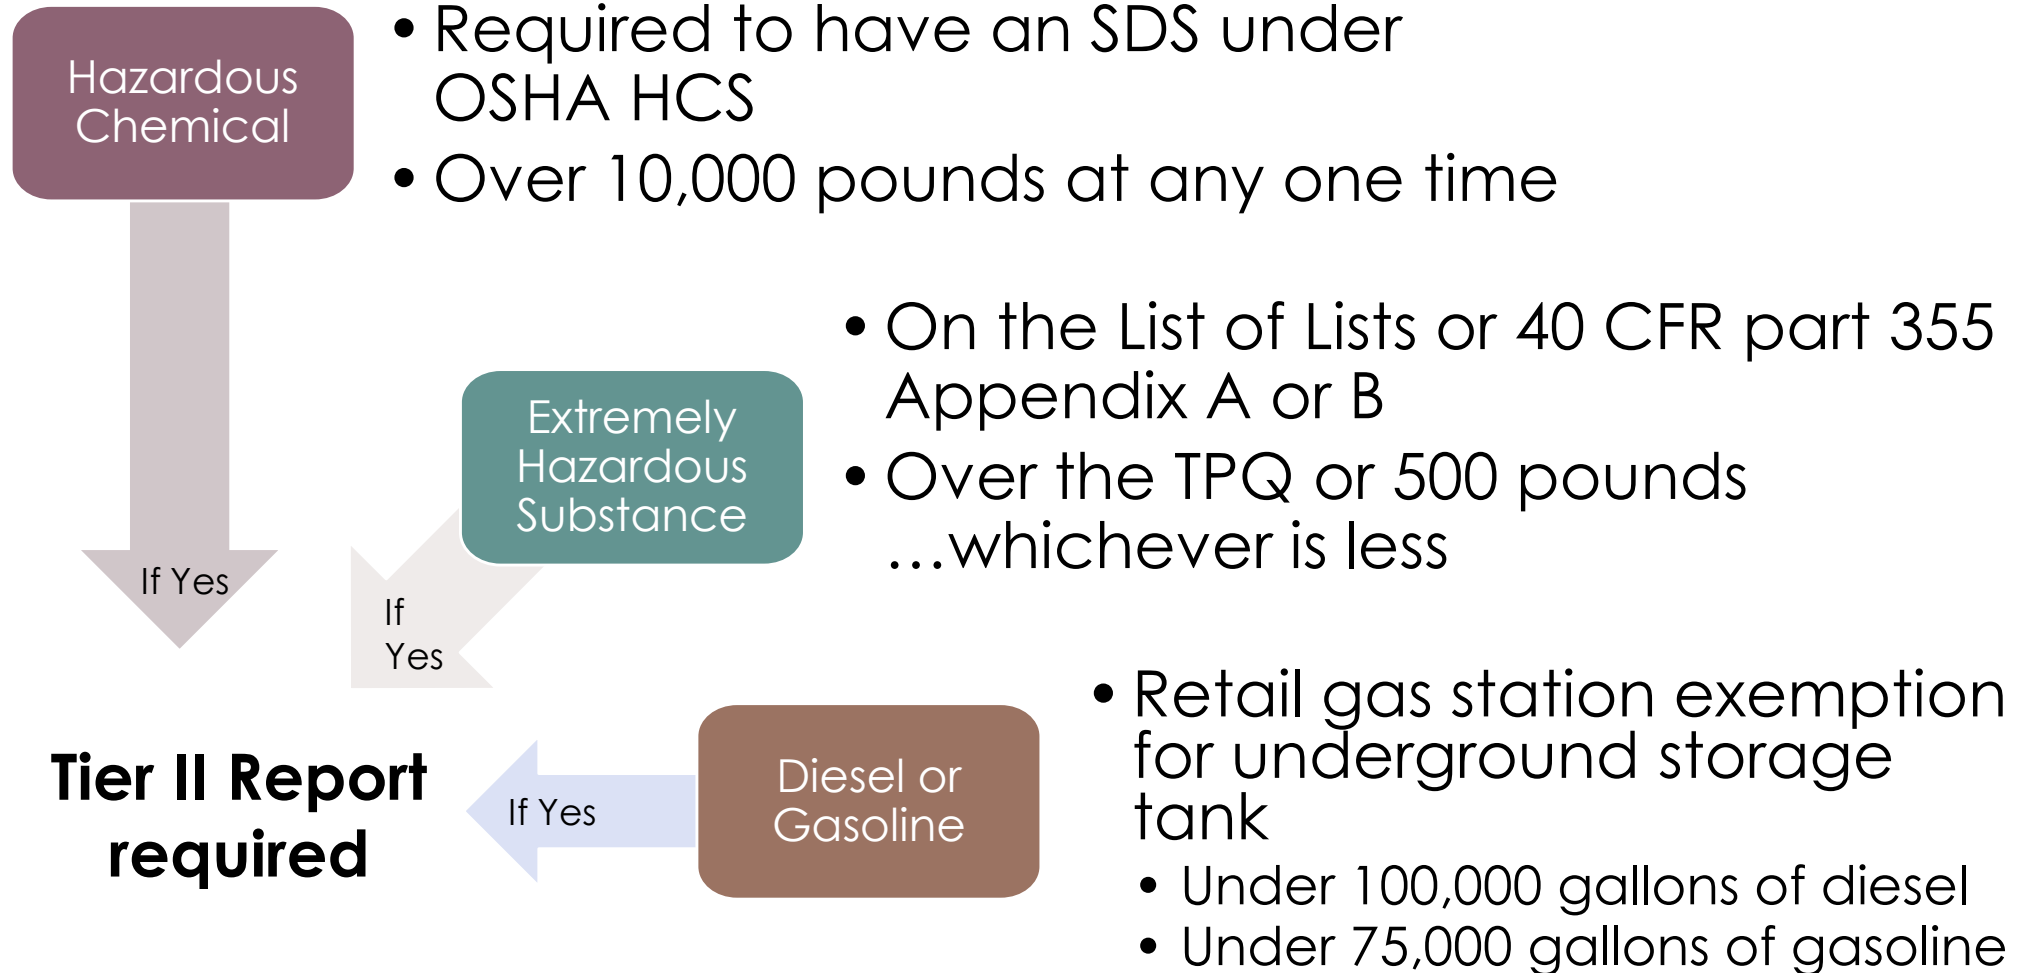 Hazardous
Chemical
• Required to have an SDS under
OSHA HCS
• Over 10,000 pounds at any one time
If Yes
Extremely
Hazardous
Substance
• On the List of Lists or 40 CFR part 355
Appendix A or B
• Over the TPQ or 500 pounds
…whichever is less
If
Yes
Diesel or
Gasoline
• Retail gas station exemption
for underground storage
tank
• Under 100,000 gallons of diesel
• Under 75,000 gallons of gasoline
If Yes
Tier II Report
required